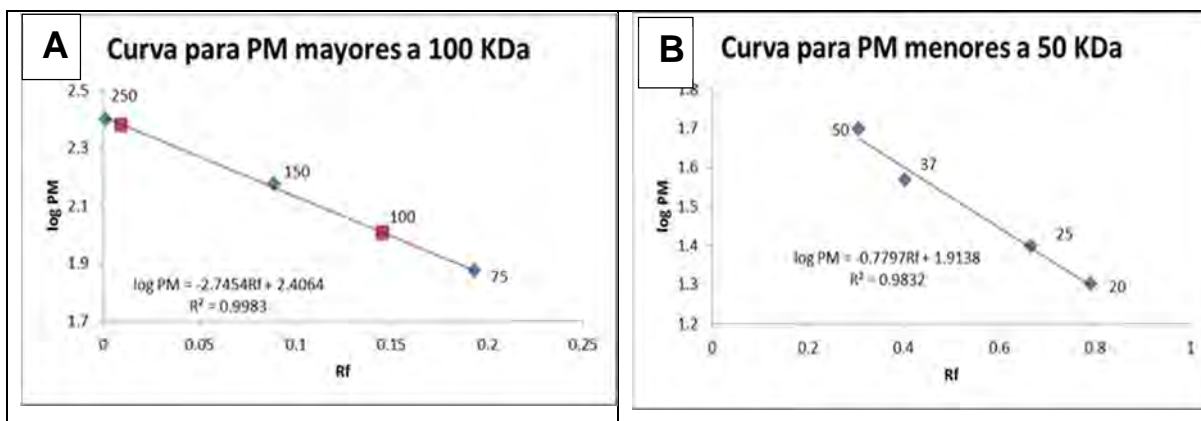 A
Curva para PM mayores a 100 KDa
2.5
2.3
2.1
1.9
1.7
log PM
250
150
100
75
log PM = -2.7454Rf + 2.4064
R² = 0.9983
0
0.05
0.1
0.15
0.2
0,25
Rf
B
Curva para PM menores a 50 KDa
1.8
1.7
1.6
1.5
1.4
1.3
1.2
log PM
50
37
25
20
log PM = -0.7797Rf + 1.9138
R² = 0.9832
0
0.2
0.4
0.6
0.8
1
Rf